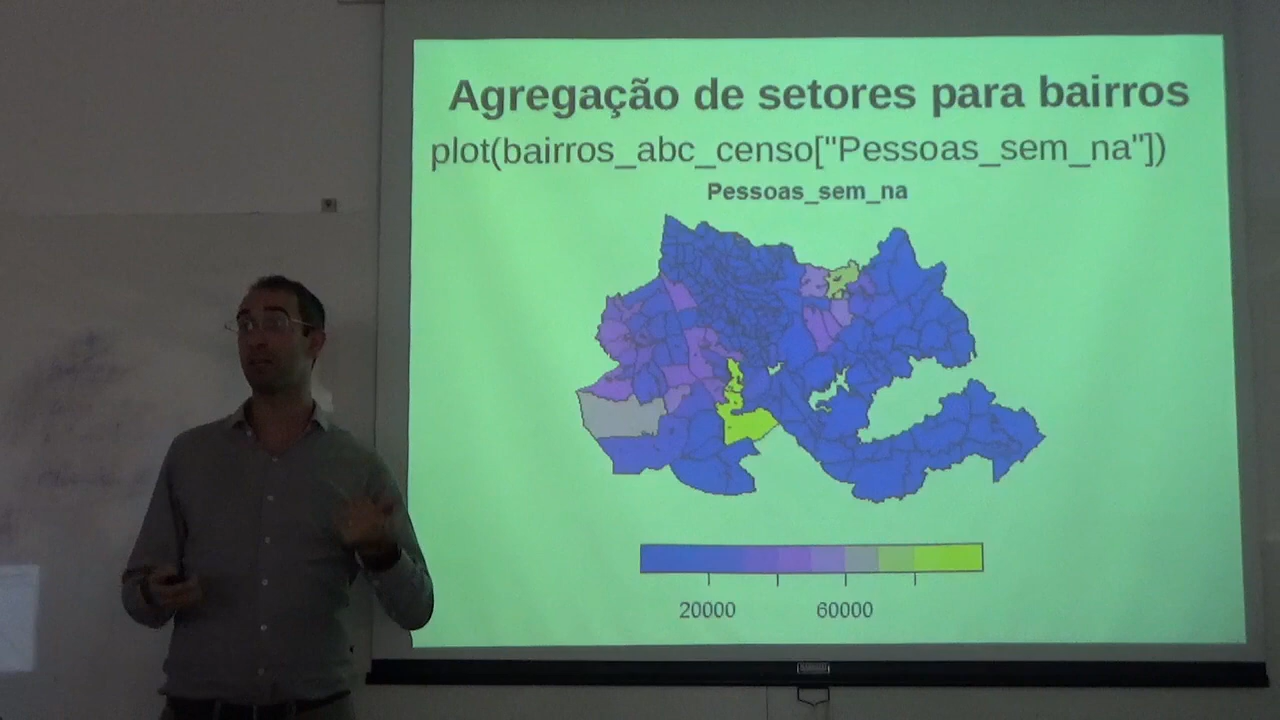 Agregação de setores para bairros
plot(bairros_abc_censo["Pessoas_sem_na"])
Pessoas_sem_na
20000 60000